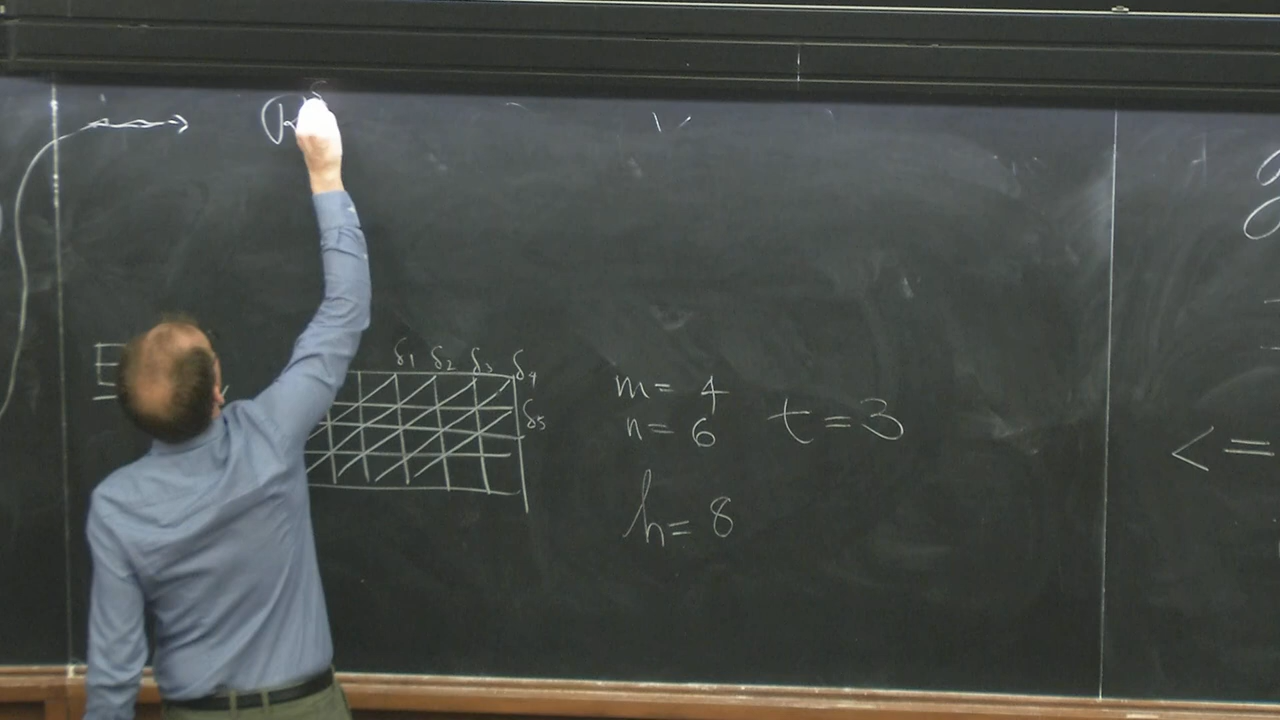 δ₁ δ₂ δ₃ δ₄
δ₅
m = 4
n = 6
t = 3
h = 8
< =